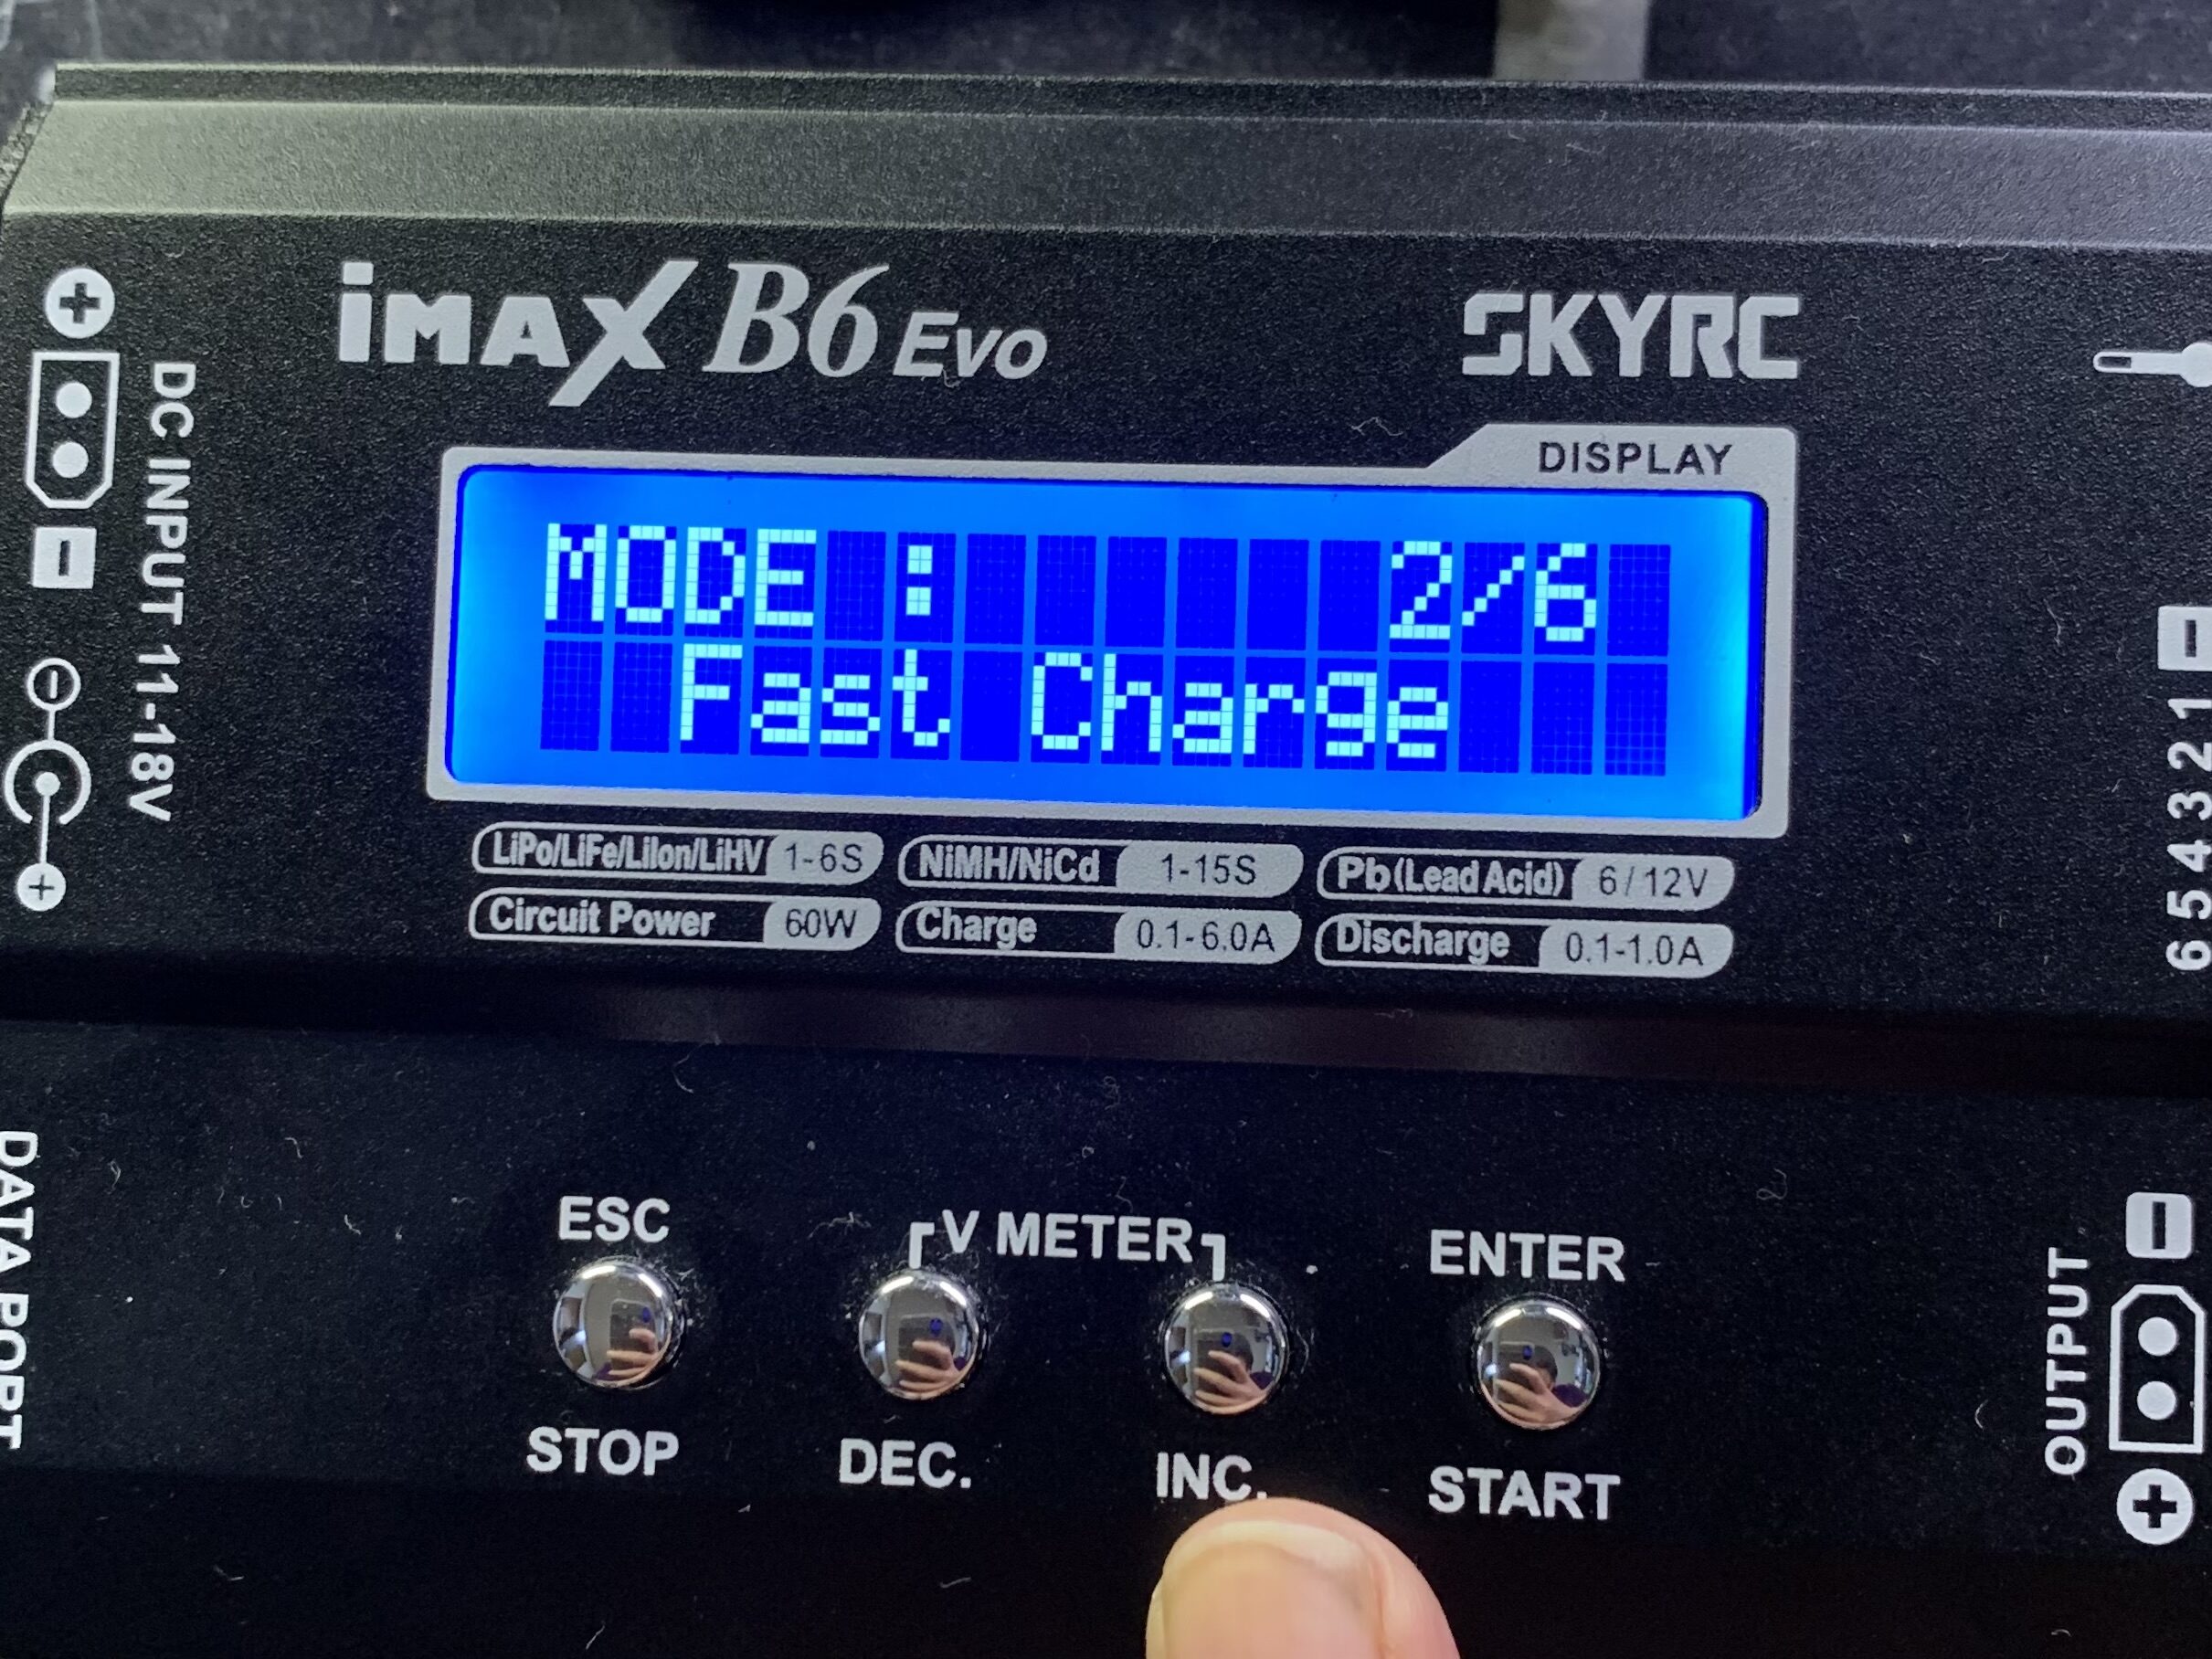 iMAX B6 Evo
SKYRC
DISPLAY
MODE : 2/6
Fast Charge
LiPo/LiFe/LiIon/LiHV 1-6S
NiMH/NiCd 1-15S
Pb(Lead Acid) 6/12V
Circuit Power 60W
Charge 0.1-6.0A
Discharge 0.1-1.0A
DC INPUT 11-18V
6 5 4 3 2 1
DATA PORT
ESC
V METER
ENTER
STOP
DEC.
INC.
START
OUTPUT